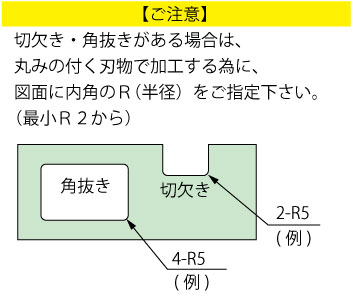 【ご注意】
切欠き・角抜きがある場合は、
丸みの付く刃物で加工する為に、
図面に内角のＲ（半径）をご指定下さい。
（最小Ｒ２から）
角抜き
切欠き
2-R5
（例）
4-R5
（例）